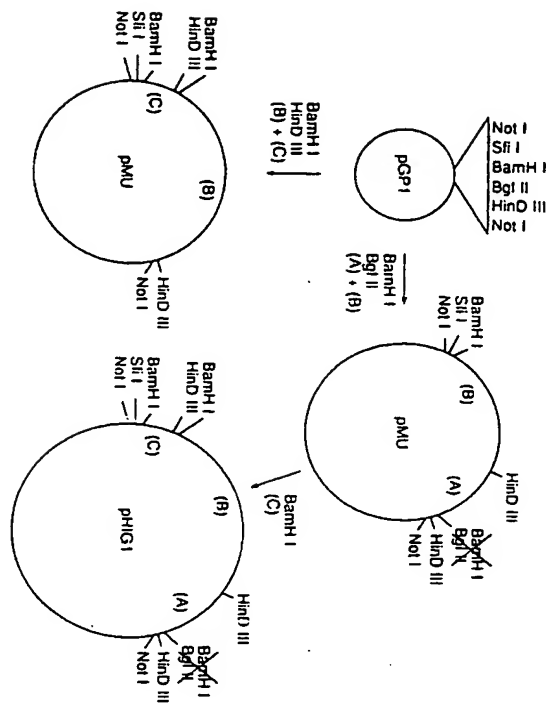 Not I
Sfi I
BamH I
Bgl II
HinD III
Not I
pGP1
BamH I
HinD III
(B) + (C)
BamH I
Bgl II
(A) + (B)
BamH I
HinD III
BamH I
Sfi I
Not I
(C)
(B)
pMU
HinD III
Not I
BamH I
Sfi I
Not I
(B)
pMU
(A)
HinD III
BamH I
Bgl II
HinD III
Not I
BamH I
(C)
BamH I
HinD III
BamH I
Sfi I
Not I
(C)
(B)
pHIG1
(A)
HinD III
BamH I
Bgl II
HinD III
Not I